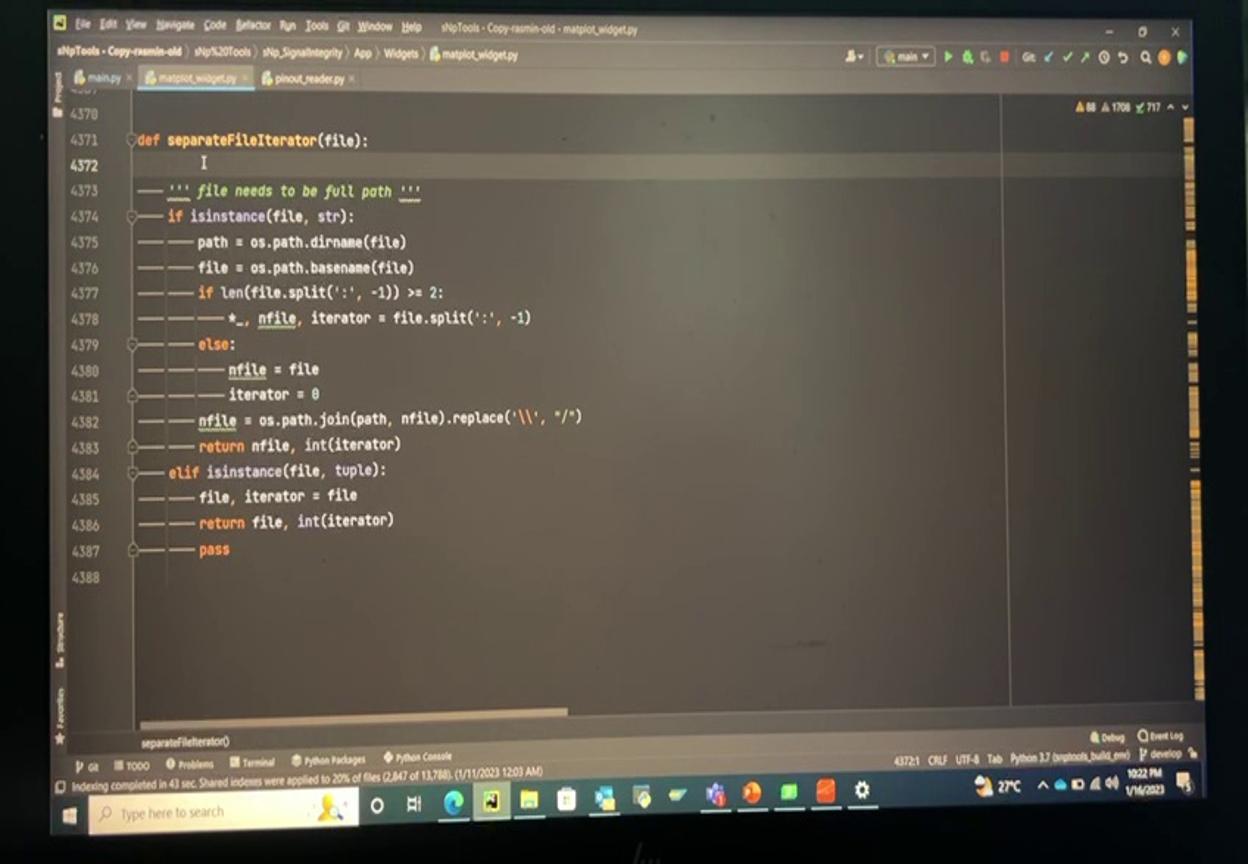 File Edit View Navigate Code Refactor Run Tools Git Window Help sNpTools - Copy-rasmin-old - matplot_widget.py
sNpTools - Copy-rasmin-old sNp%20Tools sNp_SignalIntegrity App Widgets matplot_widget.py main Git:
main.py matplot_widget.py pinout_reader.py
Project
88 1708 717
4370
4371 def separateFileIterator(file):
4372
4373 ''' file needs to be full path '''
4374 if isinstance(file, str):
4375 path = os.path.dirname(file)
4376 file = os.path.basename(file)
4377 if len(file.split(':', -1)) >= 2:
4378 *_, nfile, iterator = file.split(':', -1)
4379 else:
4380 nfile = file
4381 iterator = 0
4382 nfile = os.path.join(path, nfile).replace('\\', "/")
4383 return nfile, int(iterator)
4384 elif isinstance(file, tuple):
4385 file, iterator = file
4386 return file, int(iterator)
4387 pass
4388
Structure
Favorites
separateFileIterator()
Git TODO Problems Terminal Python Packages Python Console Debug Event Log
Indexing completed in 43 sec. Shared indexes were applied to 20% of files (2,847 of 13,788). (1/11/2023 12:03 AM) 4372:1 CRLF UTF-8 Tab Python 3.7 (snptools_build_env) develop
Type here to search 27°C 10:22 PM
1/16/2023
hp